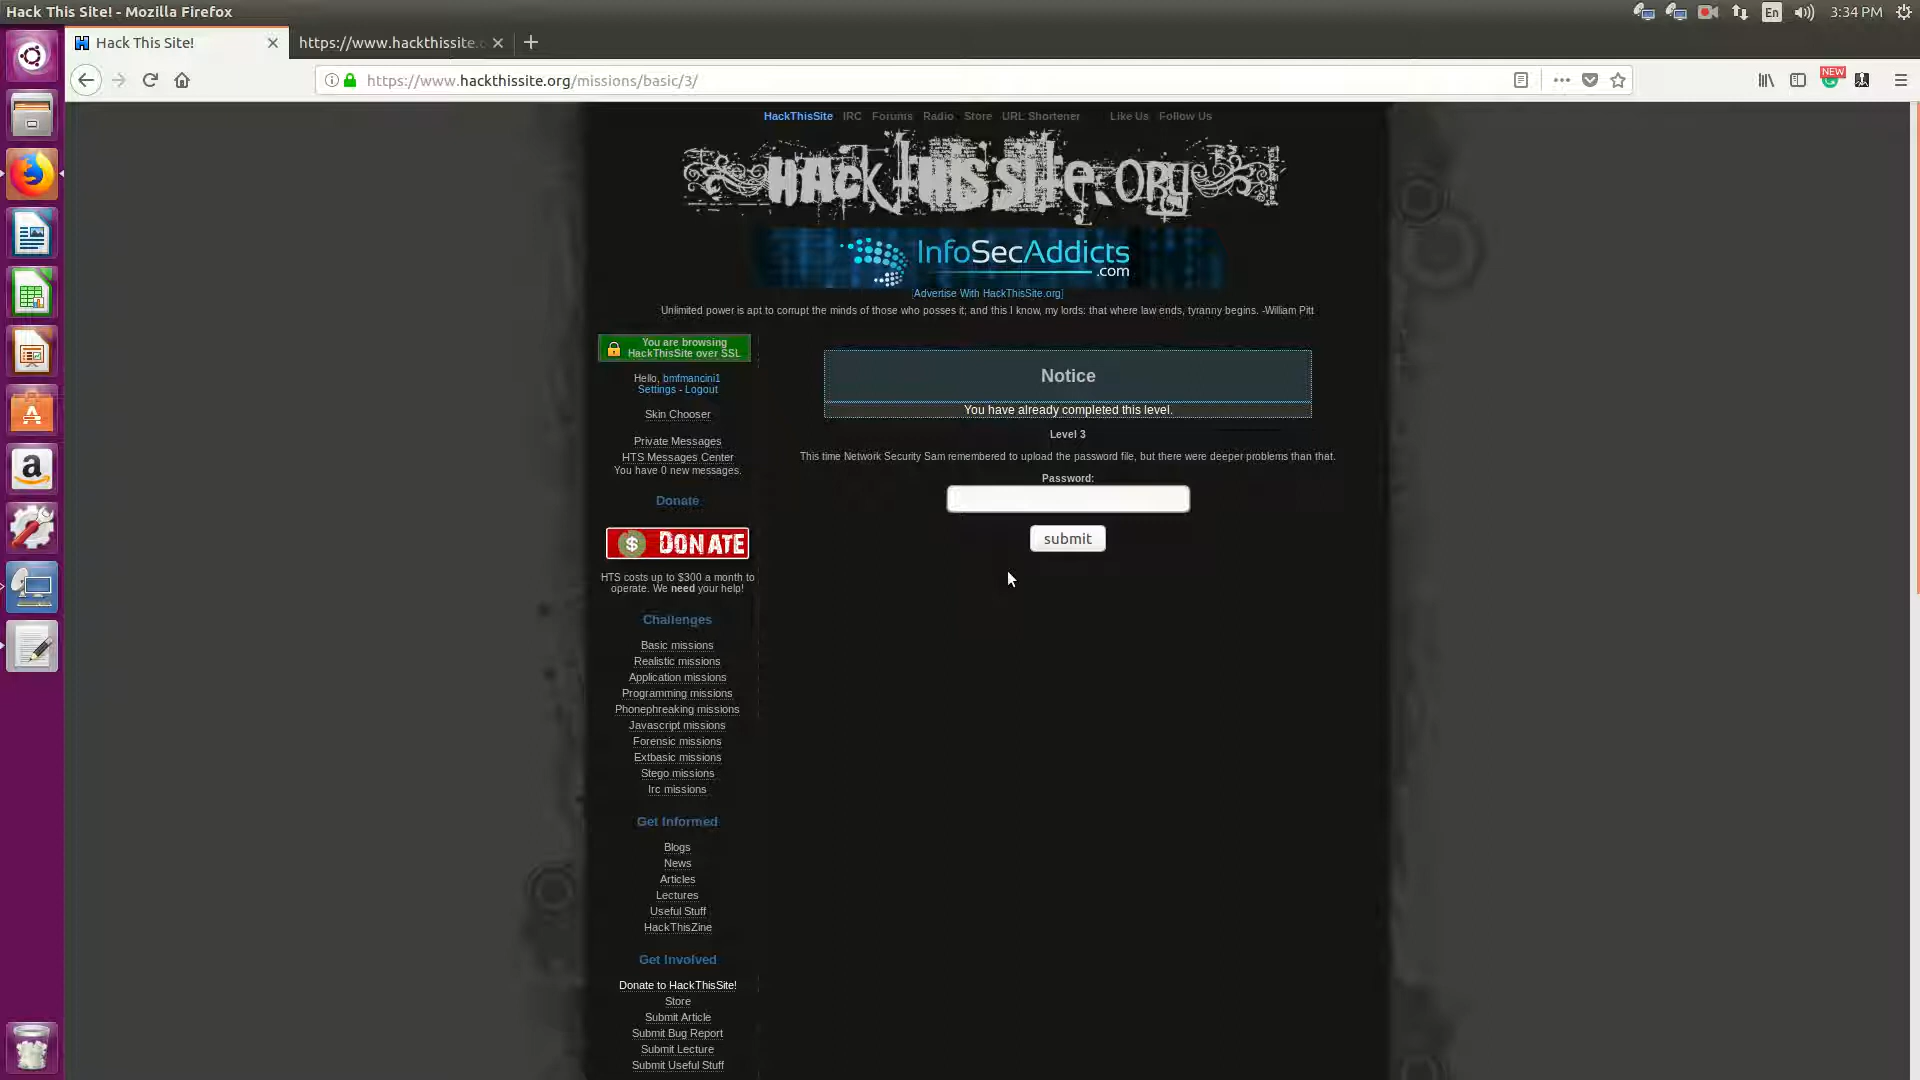 Hack This Site! - Mozilla Firefox
En
3:34 PM
Hack This Site!
https://www.hackthissite.
https://www.hackthissite.org/missions/basic/3/
NEW
HackThisSite IRC Forums Radio Store URL Shortener Like Us Follow Us
HackThisSite.org
InfoSecAddicts
.com
[Advertise With HackThisSite.org]
Unlimited power is apt to corrupt the minds of those who posses it; and this I know, my lords: that where law ends, tyranny begins. -William Pitt
You are browsing
HackThisSite over SSL
Hello, bmfmancini1
Settings - Logout
Skin Chooser
Private Messages
HTS Messages Center
You have 0 new messages.
Donate
$ DONATE
HTS costs up to $300 a month to
operate. We need your help!
Challenges
Basic missions
Realistic missions
Application missions
Programming missions
Phonephreaking missions
Javascript missions
Forensic missions
Extbasic missions
Stego missions
Irc missions
Get Informed
Blogs
News
Articles
Lectures
Useful Stuff
HackThisZine
Get Involved
Donate to HackThisSite!
Store
Submit Article
Submit Bug Report
Submit Lecture
Submit Useful Stuff
Notice
You have already completed this level.
Level 3
This time Network Security Sam remembered to upload the password file, but there were deeper problems than that.
Password:
submit